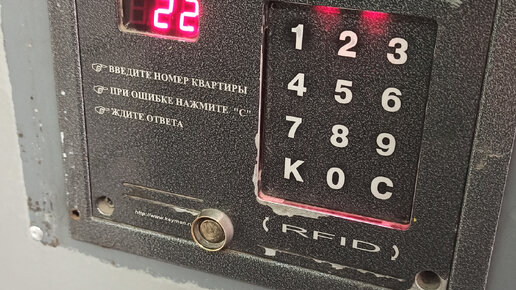 22
ВВЕДИТЕ НОМЕР КВАРТИРЫ
ПРИ ОШИБКЕ НАЖМИТЕ "С"
ЖДИТЕ ОТВЕТА
1 2 3
4 5 6
7 8 9
К 0 С
(RFID)